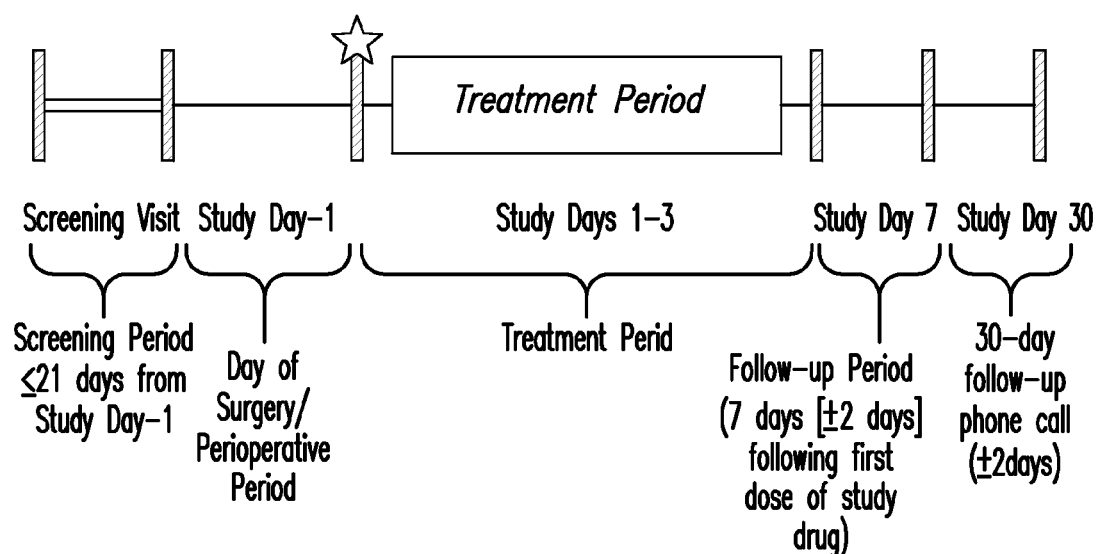 Treatment Period
Screening Visit
Study Day-1
Study Days 1-3
Study Day 7
Study Day 30
Screening Period
≤21 days from
Study Day-1
Day of
Surgery/
Perioperative
Period
Treatment Perid
Follow-up Period
(7 days [±2 days]
following first
dose of study
drug)
30-day
follow-up
phone call
(±2days)